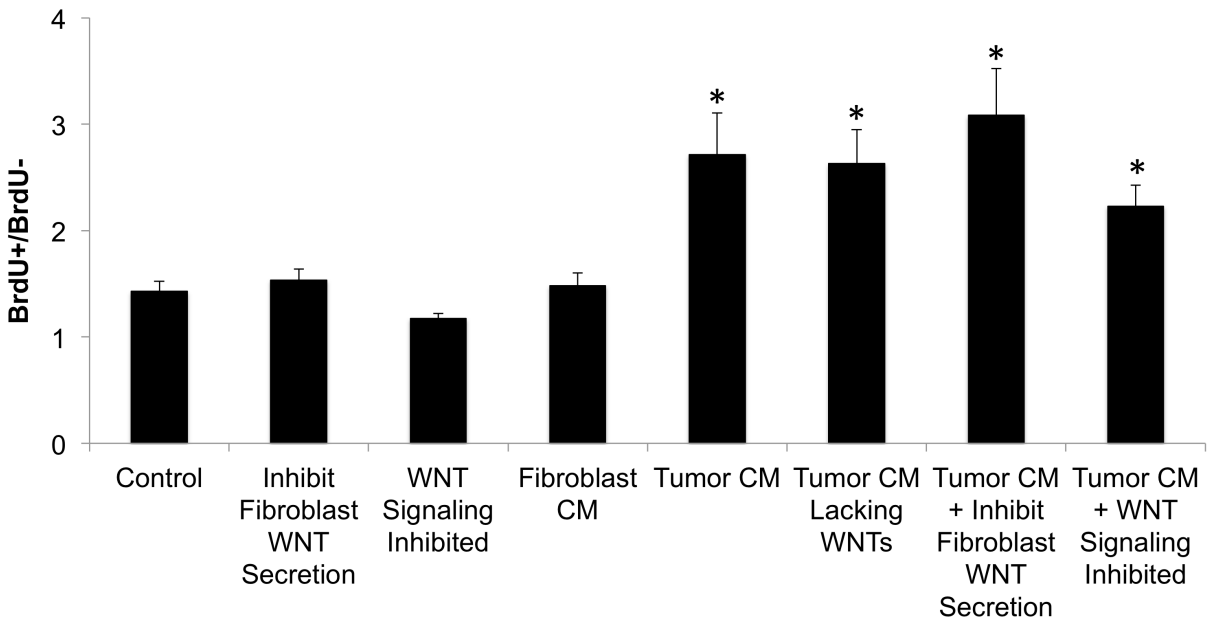 4
3
2
1
0
BrdU+/BrdU-
*
*
*
*
Control
Inhibit
Fibroblast
WNT
Secretion
WNT
Signaling
Inhibited
Fibroblast
CM
Tumor CM
Tumor CM
Lacking
WNTs
Tumor CM
+ Inhibit
Fibroblast
WNT
Secretion
Tumor CM
+ WNT
Signaling
Inhibited